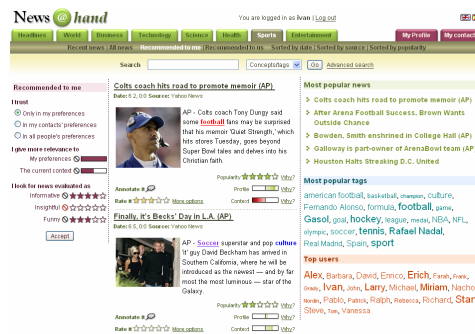 News @ hand
You are logged in as ivan | Log out
Headlines World Business Technology Science Health Sports Entertainment My Profile My contac
Recent news | All news Recommended to me | Recommended to us Sorted by date | Sorted by source | Sorted by popularity
Search Concepts/tags Go Advanced search
Recommended to me
I trust
Only in my preferences
In my contacts' preferences
In all people's preferences
I give more relevance to
My preferences
The current context
I look for news evaluated as
Informative
Insightful
Funny
Accept
Colts coach hits road to promote memoir (AP)
Date: 6.2, 0:0 Source: Yahoo News
AP - Colts coach Tony Dungy said
some football fans may be surprised
that his memoir 'Quiet Strength,' which
hits stores Tuesday, goes beyond
Super Bowl tales and delves into his
Christian faith.
Popularity Why?
Annotate it Profile Why?
Rate it More options Context Why?
Finally, it's Becks' Day in L.A. (AP)
Date: 6.5, 0:0 Source: Yahoo News
AP - Soccer superstar and pop culture
'it' guy David Beckham has arrived in
Southern California, where he will be
introduced as the newest — and by far
the most luminous — star of the
Galaxy.
Popularity Why?
Annotate it Profile Why?
Rate it More options Context Why?
Most popular news
Colts coach hits road to promote memoir (AP)
After Arena Football Success, Brown Wants
Outside Chance
Bowden, Smith enshrined in College Hall (AP)
Galloway is part-owner of ArenaBowl team (AP)
Houston Halts Streaking D.C. United
Most popular tags
american football, basketball, champion, culture,
Fernando Alonso, formula, football, game,
Gasol, goal, hockey, league, medal, NBA, NFL,
olympic, soccer, tennis, Rafael Nadal,
Real Madrid, Spain, sport
Top users
Alex, Barbara, David, Enrico, Erich, Farah, Frank,
Grady, Ivan, John, Larry, Michael, Miriam, Nacho
Nordin, Pablo, Patrick, Ralph, Rebecca, Richard, Stan
Steve, Tom, Vanessa